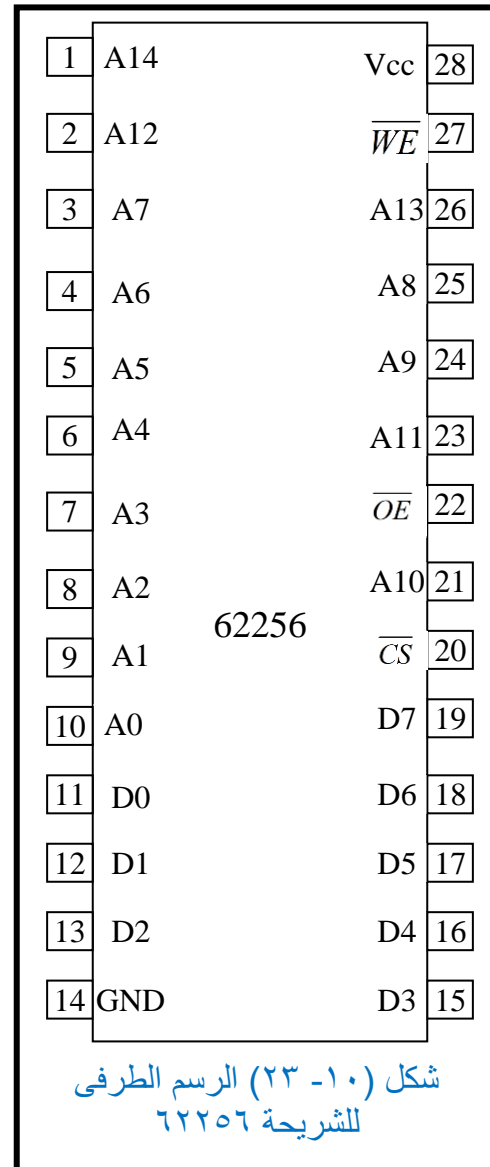 1 A14 Vcc 28
2 A12 \overline{WE} 27
3 A7 A13 26
4 A6 A8 25
5 A5 A9 24
6 A4 A11 23
7 A3 \overline{OE} 22
8 A2 A10 21
62256
9 A1 \overline{CS} 20
10 A0 D7 19
11 D0 D6 18
12 D1 D5 17
13 D2 D4 16
14 GND D3 15
شكل (١٠- ٢٣) الرسم الطرفى
للشريحة ٦٢٢٥٦